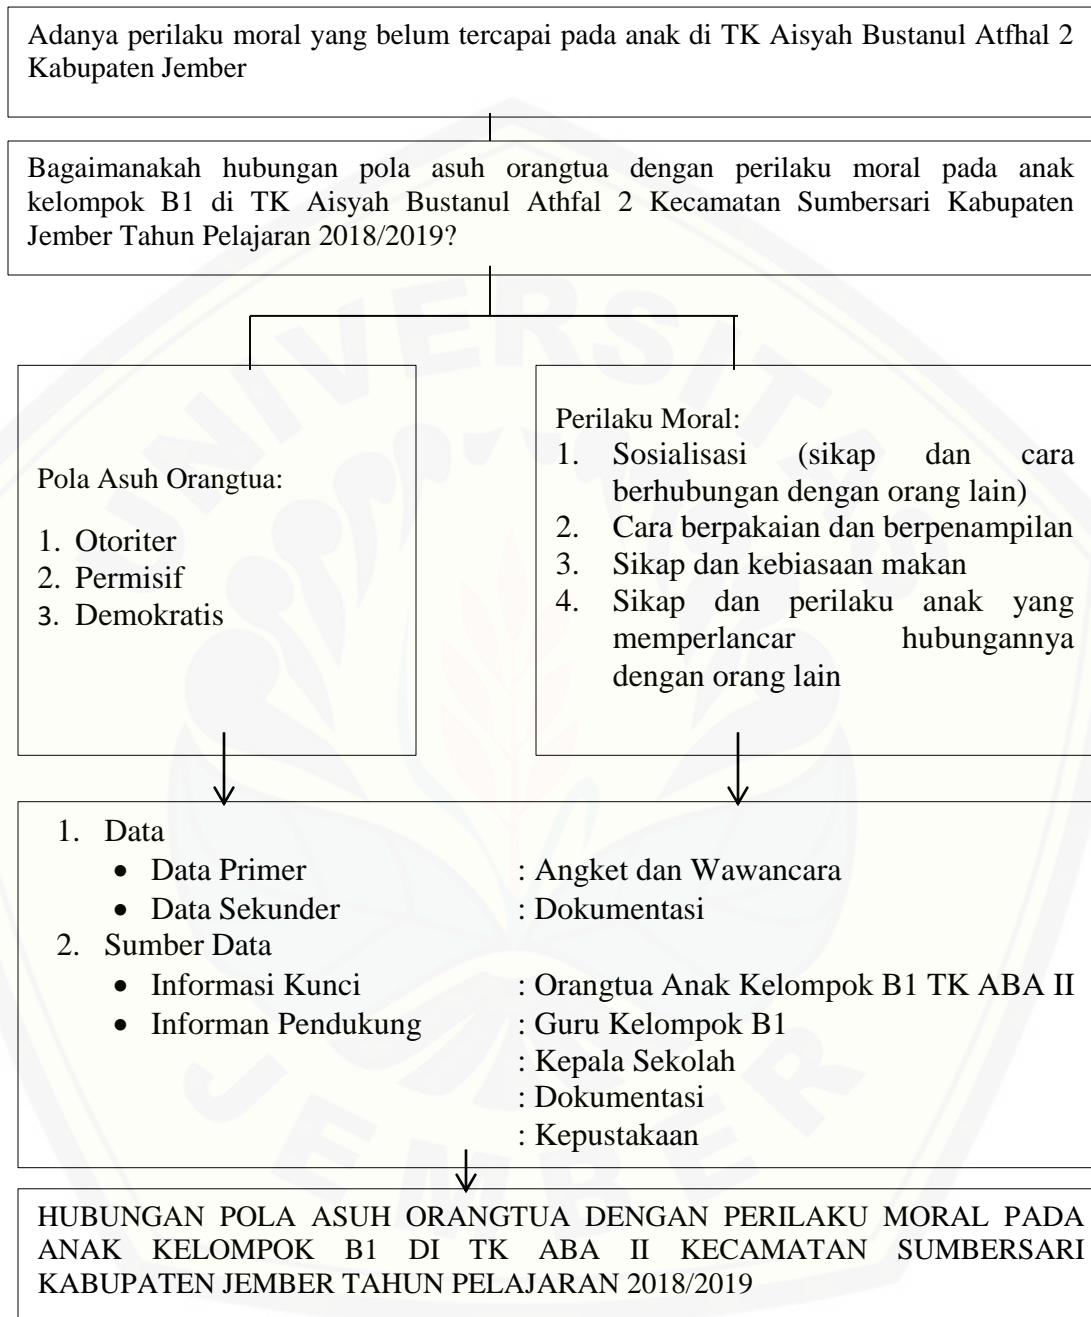 Adanya perilaku moral yang belum tercapai pada anak di TK Aisyah Bustanul Atfhal 2
Kabupaten Jember
Bagaimanakah hubungan pola asuh orangtua dengan perilaku moral pada anak
kelompok B1 di TK Aisyah Bustanul Athfal 2 Kecamatan Sumbersari Kabupaten
Jember Tahun Pelajaran 2018/2019?
Pola Asuh Orangtua:
1. Otoriter
2. Permisif
3. Demokratis
Perilaku Moral:
1. Sosialisasi (sikap dan cara
berhubungan dengan orang lain)
2. Cara berpakaian dan berpenampilan
3. Sikap dan kebiasaan makan
4. Sikap dan perilaku anak yang
memperlancar hubungannya
dengan orang lain
1. Data
• Data Primer : Angket dan Wawancara
• Data Sekunder : Dokumentasi
2. Sumber Data
• Informasi Kunci : Orangtua Anak Kelompok B1 TK ABA II
• Informan Pendukung : Guru Kelompok B1
: Kepala Sekolah
: Dokumentasi
: Kepustakaan
HUBUNGAN POLA ASUH ORANGTUA DENGAN PERILAKU MORAL PADA
ANAK KELOMPOK B1 DI TK ABA II KECAMATAN SUMBERSARI
KABUPATEN JEMBER TAHUN PELAJARAN 2018/2019
UNIVERSITAS
JEMBER